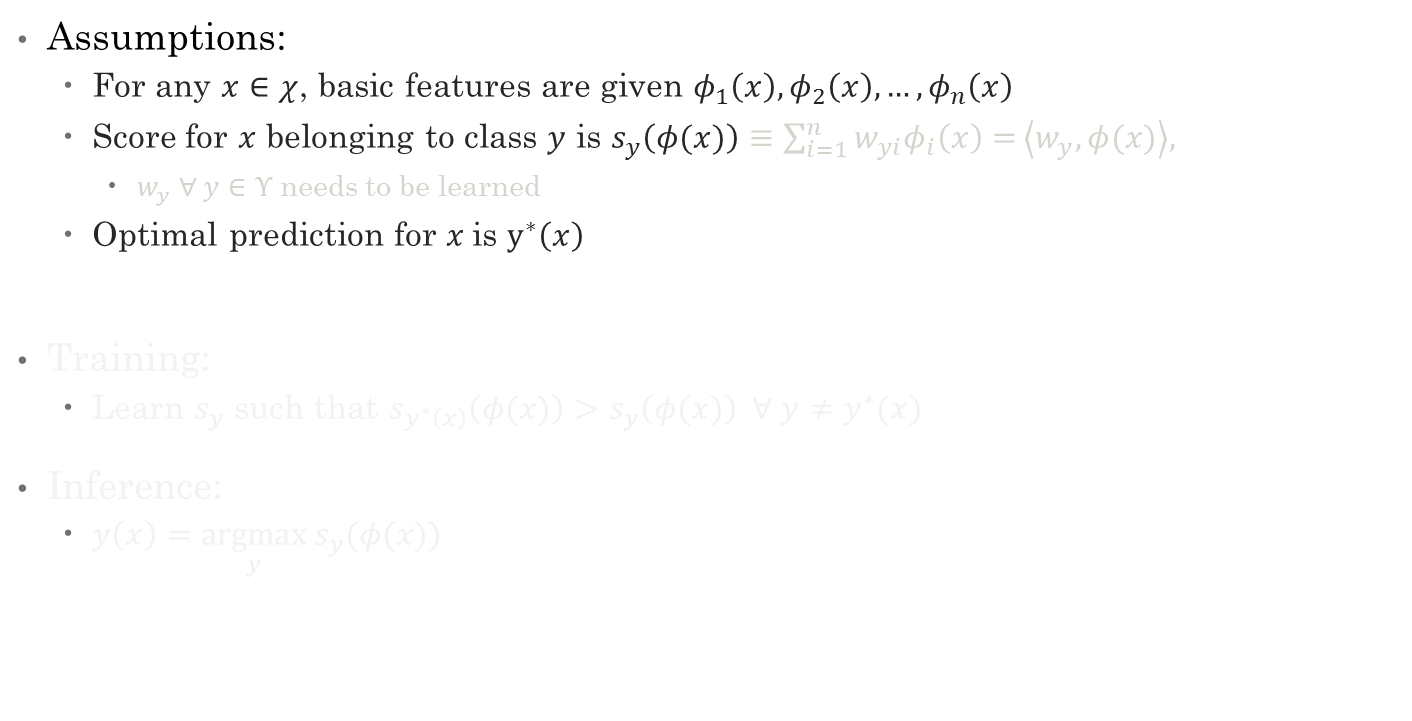 • Assumptions:
• For any x ∈ χ, basic features are given ϕ₁(x), ϕ₂(x), … , ϕₙ(x)
• Score for x belonging to class y is s_y(ϕ(x)) ≡ ∑ⁿᵢ₌₁ w_yi ϕᵢ(x) = ⟨w_y, ϕ(x)⟩,
• w_y ∀ y ∈ ϒ needs to be learned
• Optimal prediction for x is y*(x)
• Training:
• Learn s_y such that s_y*(x)(ϕ(x)) > s_y(ϕ(x)) ∀ y ≠ y*(x)
• Inference:
• y(x) = argmax s_y(ϕ(x))
y